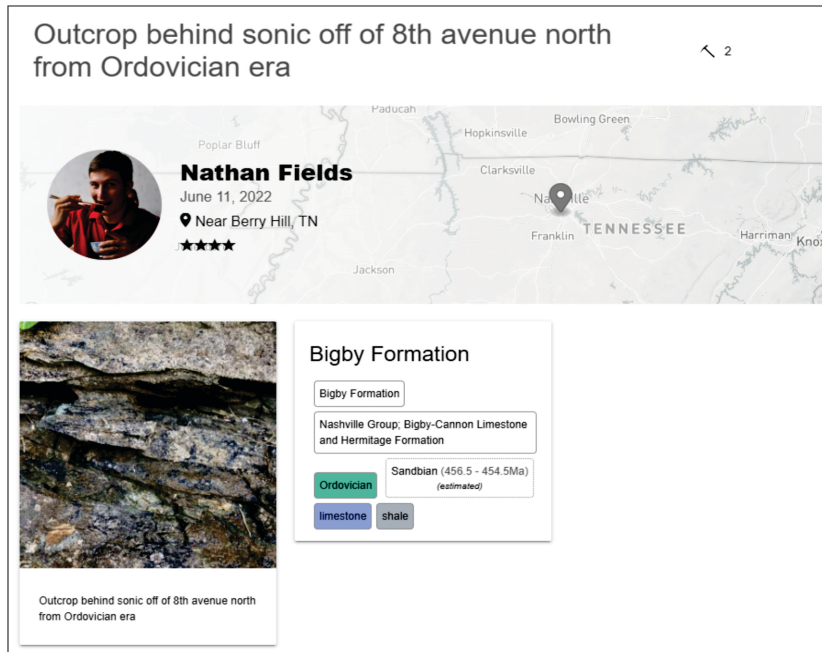 Outcrop behind sonic off of 8th avenue north
from Ordovician era
2
Paducah
Bowling Green
Hopkinsville
Poplar Bluff
Clarksville
Nathan Fields
June 11, 2022
Near Berry Hill, TN
TENNESSEE
Franklin
Harriman
Jackson
Bigby Formation
Bigby Formation
Nashville Group; Bigby-Cannon Limestone
and Hermitage Formation
Ordovician
Sandbian (456.5 - 454.5Ma)
(estimated)
limestone
shale
Outcrop behind sonic off of 8th avenue north
from Ordovician era